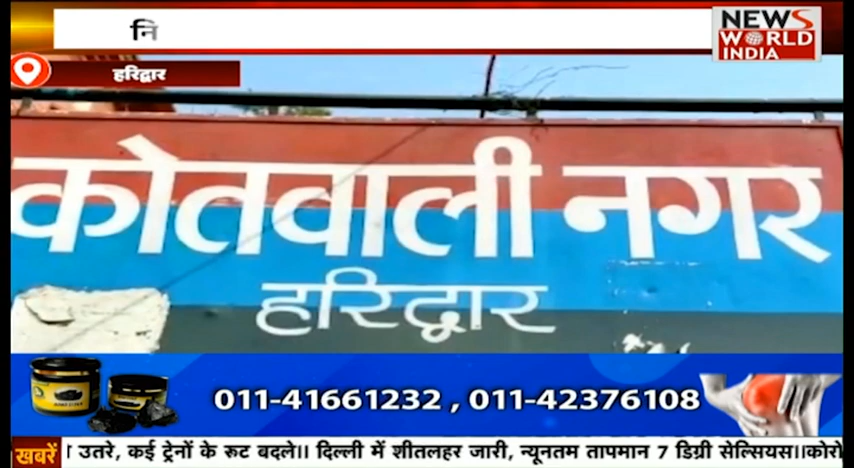 नि
NEWS
WORLD
INDIA
हरिद्वार
कोतवाली नगर
हरिद्वार
011-41661232 , 011-42376108
खबरें उतरे, कई ट्रेनों के रूट बदले।। दिल्ली में शीतलहर जारी, न्यूनतम तापमान 7 डिग्री सेल्सियस।।कोरो